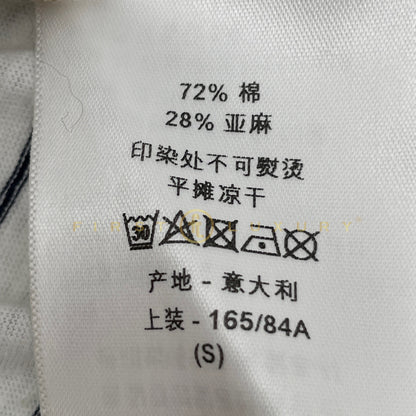 72% 棉
28% 亚麻
印染处不可熨烫
平摊凉干
30
产地 - 意大利
上装 - 165/84A
(S)